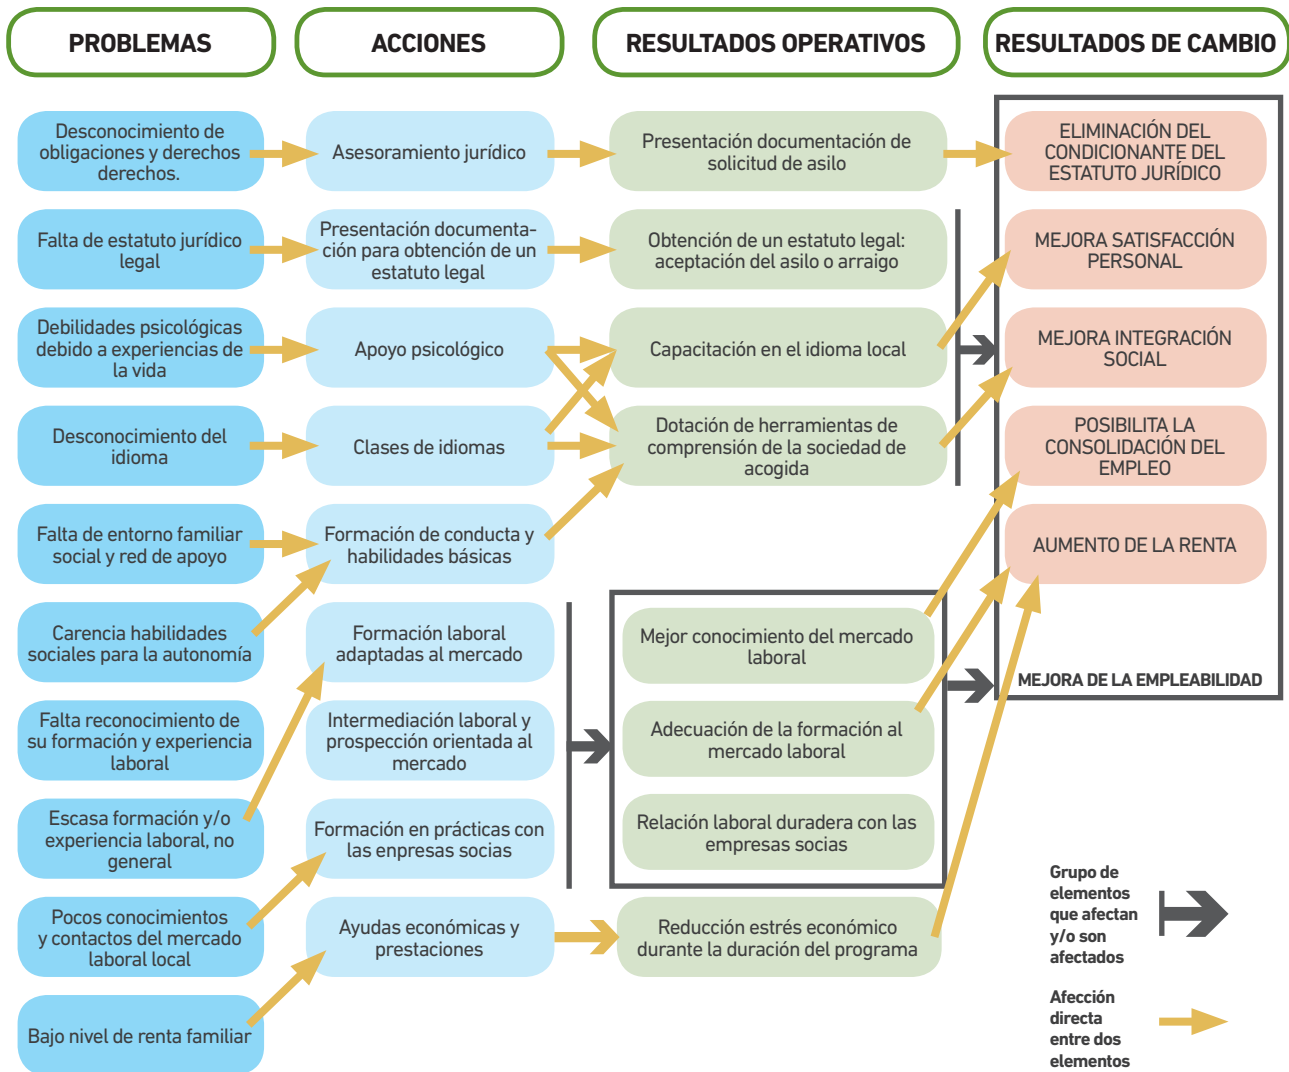 PROBLEMAS
ACCIONES
RESULTADOS OPERATIVOS
RESULTADOS DE CAMBIO
Desconocimiento de
obligaciones y derechos
derechos.
Asesoramiento jurídico
Presentación documentación de
solicitud de asilo
ELIMINACIÓN DEL
CONDICIONANTE DEL
ESTATUTO JURÍDICO
Falta de estatuto jurídico
legal
Presentación documenta-
ción para obtención de un
estatuto legal
Obtención de un estatuto legal:
aceptación del asilo o arraigo
MEJORA SATISFACCIÓN
PERSONAL
Debilidades psicológicas
debido a experiencias de
la vida
Apoyo psicológico
Capacitación en el idioma local
MEJORA INTEGRACIÓN
SOCIAL
Desconocimiento del
idioma
Clases de idiomas
Dotación de herramientas de
comprensión de la sociedad de
acogida
POSIBILITA LA
CONSOLIDACIÓN DEL
EMPLEO
Falta de entorno familiar
social y red de apoyo
Formación de conducta y
habilidades básicas
AUMENTO DE LA RENTA
Carencia habilidades
sociales para la autonomía
Formación laboral
adaptadas al mercado
Mejor conocimiento del mercado
laboral
MEJORA DE LA EMPLEABILIDAD
Falta reconocimiento de
su formación y experiencia
laboral
Intermediación laboral y
prospección orientada al
mercado
Adecuación de la formación al
mercado laboral
Escasa formación y/o
experiencia laboral, no
general
Formación en prácticas con
las enpresas socias
Relación laboral duradera con las
empresas socias
Pocos conocimientos
y contactos del mercado
laboral local
Ayudas económicas y
prestaciones
Reducción estrés económico
durante la duración del programa
Bajo nivel de renta familiar
Grupo de
elementos
que afectan
y/o son
afectados
Afección
directa
entre dos
elementos